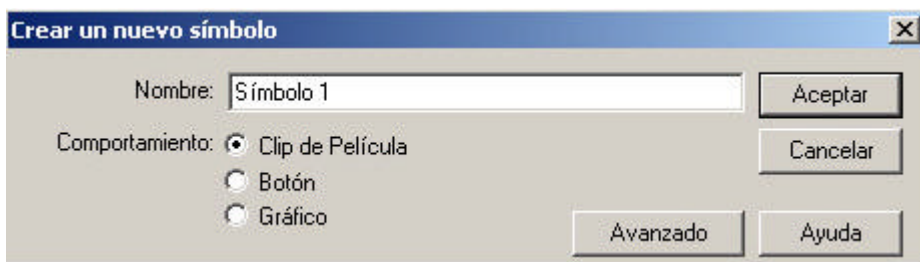 Crear un nuevo símbolo
Nombre: Símbolo 1 Aceptar
Comportamiento: Clip de Película Cancelar
Botón
Gráfico
Avanzado Ayuda